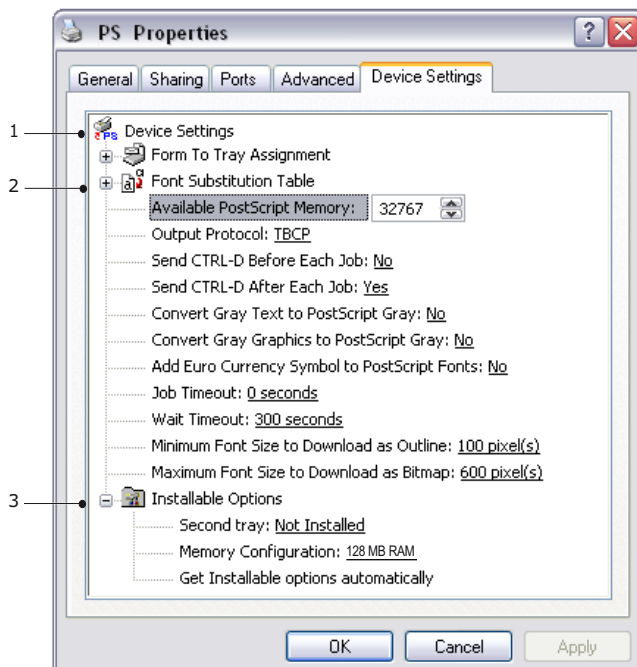 PS Properties
General Sharing Ports Advanced Device Settings
1 Device Settings
Form To Tray Assignment
2 Font Substitution Table
Available PostScript Memory: 32767
Output Protocol: TBCP
Send CTRL-D Before Each Job: No
Send CTRL-D After Each Job: Yes
Convert Gray Text to PostScript Gray: No
Convert Gray Graphics to PostScript Gray: No
Add Euro Currency Symbol to PostScript Fonts: No
Job Timeout: 0 seconds
Wait Timeout: 300 seconds
Minimum Font Size to Download as Outline: 100 pixel(s)
Maximum Font Size to Download as Bitmap: 600 pixel(s)
3 Installable Options
Second tray: Not Installed
Memory Configuration: 128 MB RAM
Get Installable options automatically
OK Cancel Apply